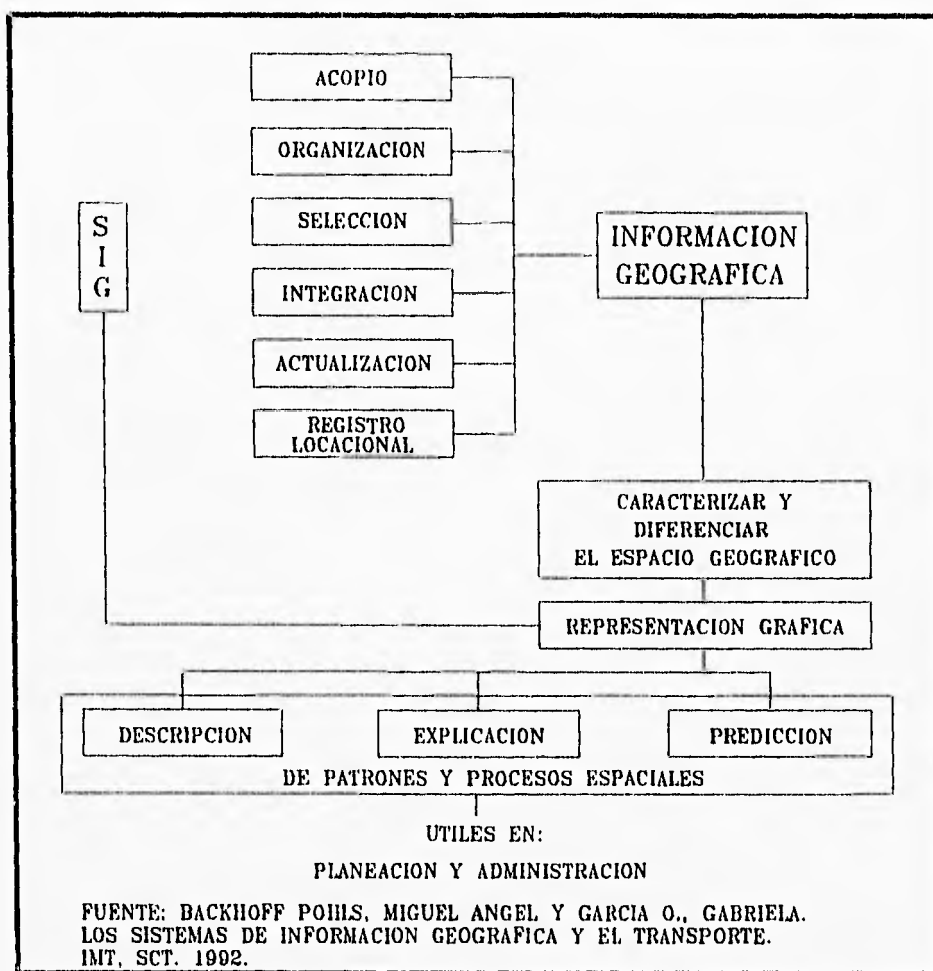 ACOPIO
ORGANIZACION
SELECCION
INTEGRACION
ACTUALIZACION
REGISTRO
LOCACIONAL
S
I
G
INFORMACION
GEOGRAFICA
CARACTERIZAR Y
DIFERENCIAR
EL ESPACIO GEOGRAFICO
REPRESENTACION GRAFICA
DESCRIPCION
EXPLICACION
PREDICCION
DE PATRONES Y PROCESOS ESPACIALES
UTILES EN:
PLANEACION Y ADMINISTRACION
FUENTE: BACKHOFF POHLS, MIGUEL ANGEL Y GARCIA O., GABRIELA.
LOS SISTEMAS DE INFORMACION GEOGRAFICA Y EL TRANSPORTE.
IMT, SCT. 1992.